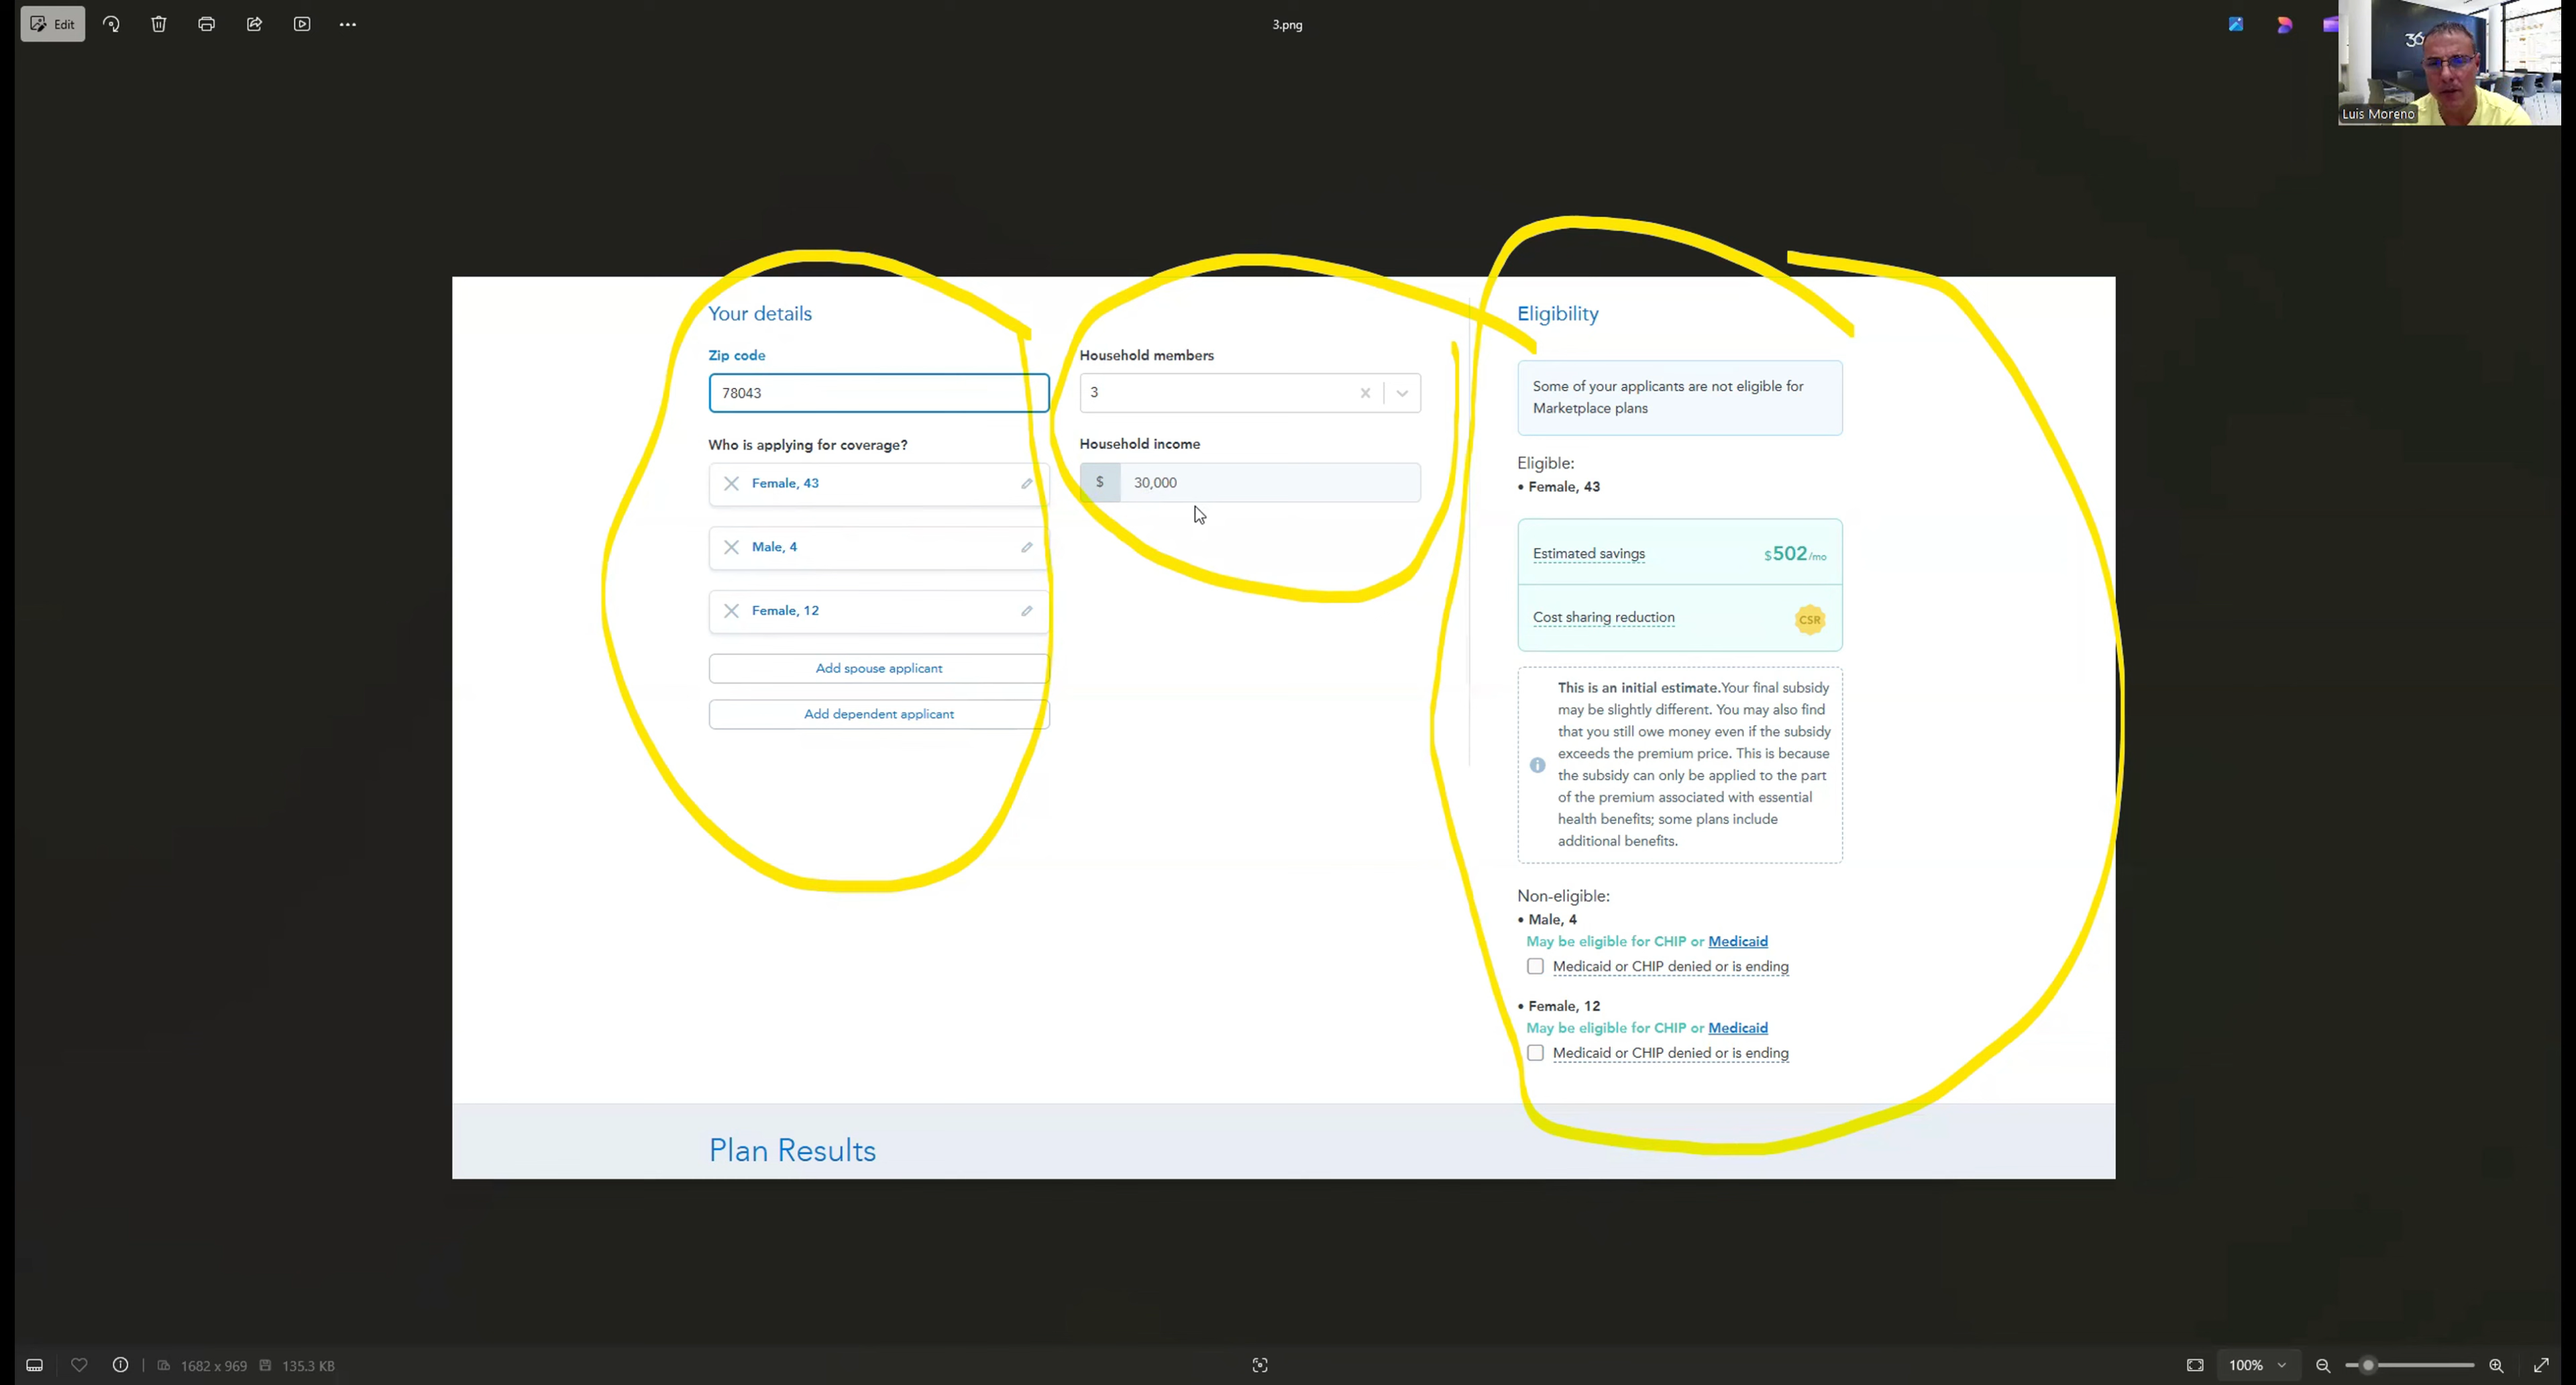 Edit
3.png
36
Luis Moreno
Your details
Zip code
78043
Who is applying for coverage?
Female, 43
Male, 4
Female, 12
Add spouse applicant
Add dependent applicant
Household members
3
Household income
$ 30,000
Eligibility
Some of your applicants are not eligible for
Marketplace plans
Eligible:
• Female, 43
Estimated savings $502/mo
Cost sharing reduction CSR
This is an initial estimate.Your final subsidy
may be slightly different. You may also find
that you still owe money even if the subsidy
exceeds the premium price. This is because
the subsidy can only be applied to the part
of the premium associated with essential
health benefits; some plans include
additional benefits.
Non-eligible:
• Male, 4
May be eligible for CHIP or Medicaid
Medicaid or CHIP denied or is ending
• Female, 12
May be eligible for CHIP or Medicaid
Medicaid or CHIP denied or is ending
Plan Results
1682 x 969 135.3 KB
100%